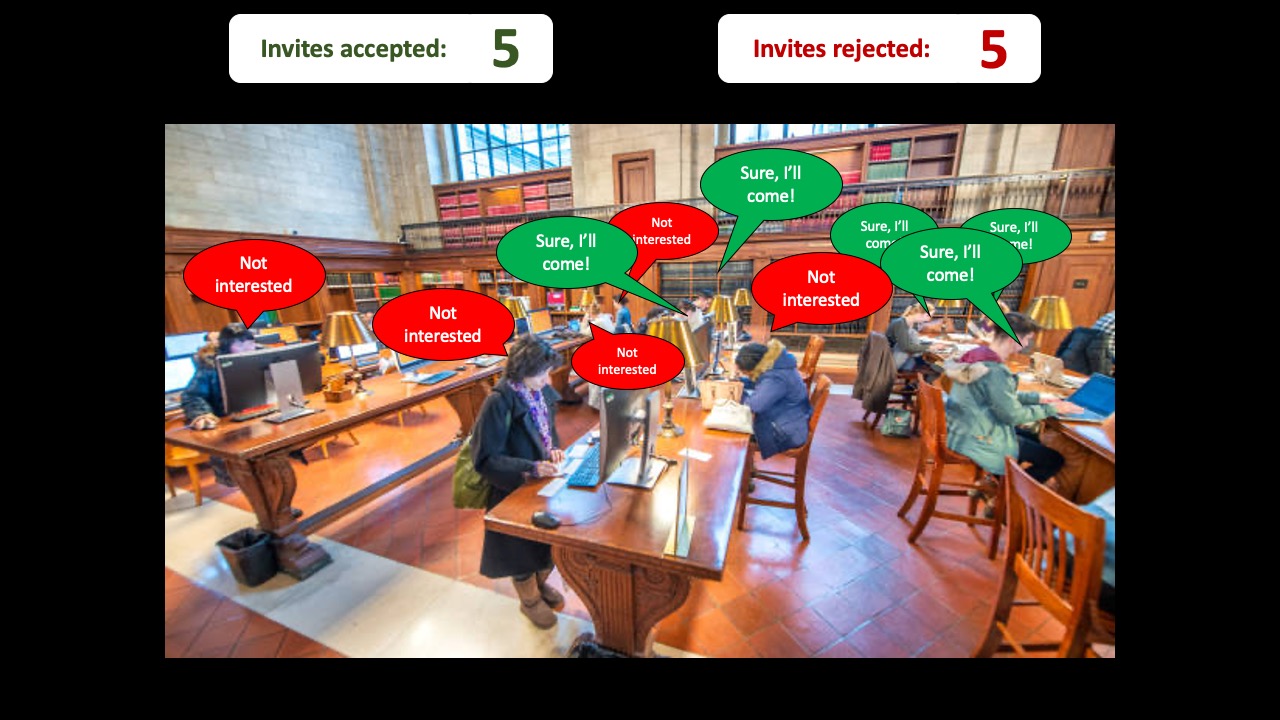 Invites accepted: 5
Invites rejected: 5
Sure, I'll
come!
Not
interested
Sure, I'll
come!
Sure, I'll
come!
Sure, I'll
me!
Sure, I'll
come!
Not
interested
Not
interested
Not
interested
Not
interested